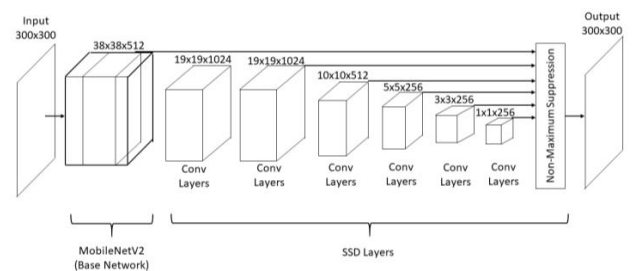 Input
300x300
38x38x512
19x19x1024
19x19x1024
10x10x512
5x5x256
3x3x256
1x1x256
Non-Maximum Suppression
Output
300x300
Conv
Layers
Conv
Layers
Conv
Layers
Conv
Layers
Conv
Layers
Conv
Layers
MobileNetV2
(Base Network)
SSD Layers